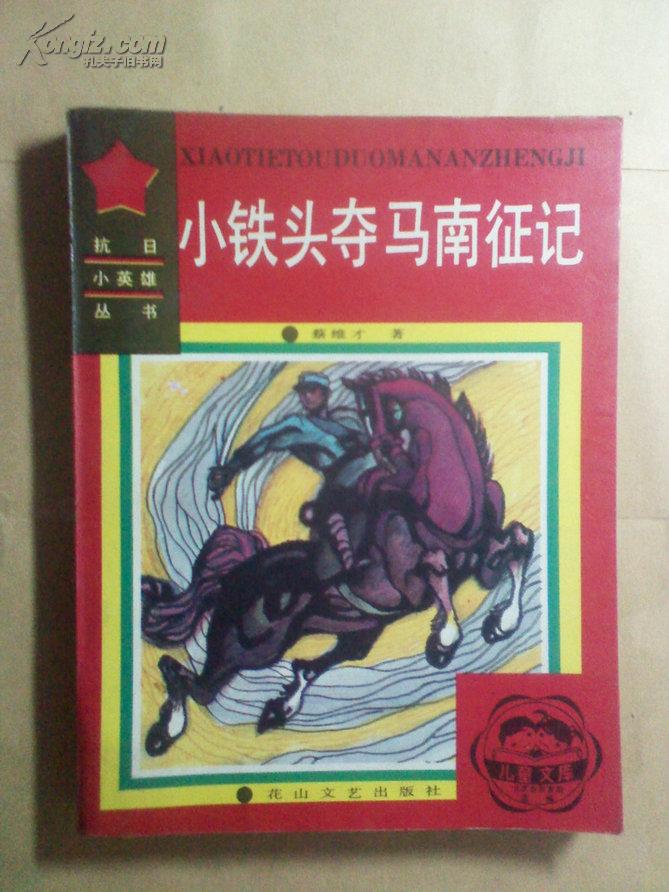 Kongfz.com
孔夫子旧书网
XIAOTIETOUDUOMANANZHENGJI
小铁头夺马南征记
抗日
小英雄
丛书
蔡维才 著
儿童文库
花山文艺出版社